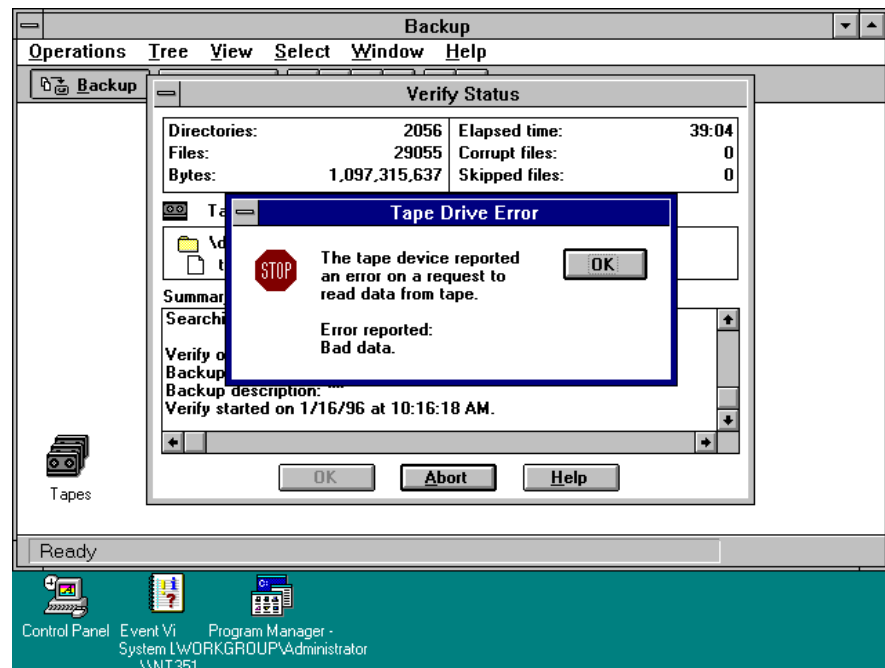 Backup
Operations Tree View Select Window Help
Backup
Verify Status
Directories: 2056 Elapsed time: 39:04
Files: 29055 Corrupt files: 0
Bytes: 1,097,315,637 Skipped files: 0
Tape Drive Error
The tape device reported
an error on a request to
read data from tape.
Error reported:
Bad data.
OK
STOP
Verify
Backup
Backup description: ""
Verify started on 1/16/96 at 10:16:18 AM.
OK Abort Help
Tapes
Ready
Control Panel
Event Vi
System
Program Manager -
[WORKGROUP\Administrator
\\NT351